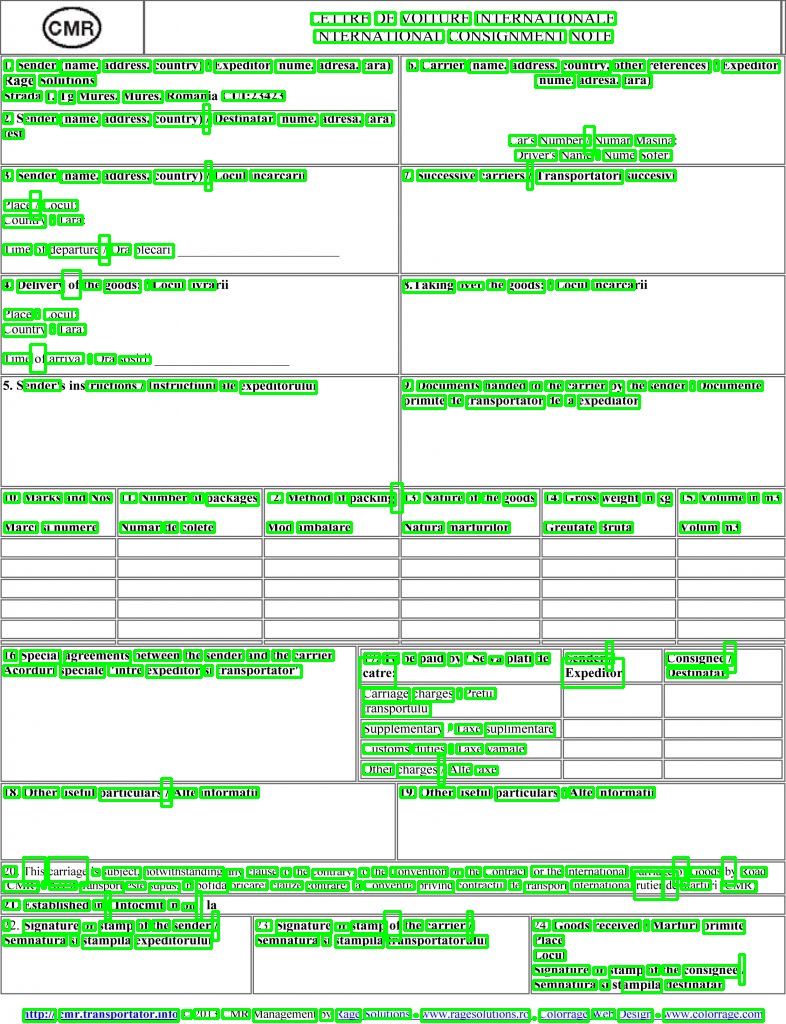 CMR
LETTRE DE VOITURE INTERNATIONALE
INTERNATIONAL CONSIGNMENT NOTE
1. Sender (name, address, country) / Expeditor (nume, adresa, tara)
Rage Solutions
Strada 1, Tg Mures, Mures, Romania CUI:23423
2. Sender (name, address, country) / Destinatar (nume, adresa, tara)
test
6. Carrier (name, address, country, other references) / Expeditor
(nume, adresa, tara)
Car's Number / Numar Masina:
Driver's Name / Nume Sofer:
3. Sender (name, address, country) / Locul incarcarii
Place / Locul:
Country / Tara:
Time of departure / Ora plecarii
7. Successive carriers / Transportatori succesivi
4. Delivery of the goods: / Locul livrarii
Place / Locul:
Country / Tara:
Time of arrival / Ora sosirii
8.Taking over the goods: / Locul incarcarii
5. Sender's instructions / Instructiuni ale expeditorului
9. Documents handed to the carrier by the sender / Documente
primite de transportator de la expediator
10. Marks and Nos
Marci si numere
11. Number of packages
Numar de colete
12. Method of packing
Mod ambalare
13. Nature of the goods
Natura marfurilor
14. Gross weight in kg
Greutate Bruta
15. Volume in m3
Volum m3
16 Special agreements between the sender and the carrier
Acorduri speciale intre expeditor si transportator
17. To be paid by / Se va plati de
catre:
Sender /
Expeditor
Consignee /
Destinatar
Carriage charges / Pretul
transportului
Supplementary / Taxe suplimentare
Customs duties / Taxe vamale
Other charges / Alte taxe
18. Other useful particulars / Alte informatii
19. Other useful particulars / Alte informatii
20. This carriage is subject, notwithstanding any clause to the contrary, to the Convention on the Contract for the international Carriage of Goods by Road
(CMR) / transport este supus, in pofida oricare clauze contrare, a Conventia privind contractul de transport international rutier de marfuri (CMR)
21. Established in / Intocmit in on / la
22. Signature or stamp of the sender /
Semnatura si stampila expeditorului
23. Signature or stamp of the carrier /
Semnatura si stampila transportatorului
24 Goods received / Marfuri primite
Place
Locul
Signature or stamp of the consignee /
Semnatura si stampila destinatar
http://cmr.transportator.info © 2013 CMR Management by Rage Solutions - www.ragesolutions.ro , Colorrage Web Design - www.colorrage.com